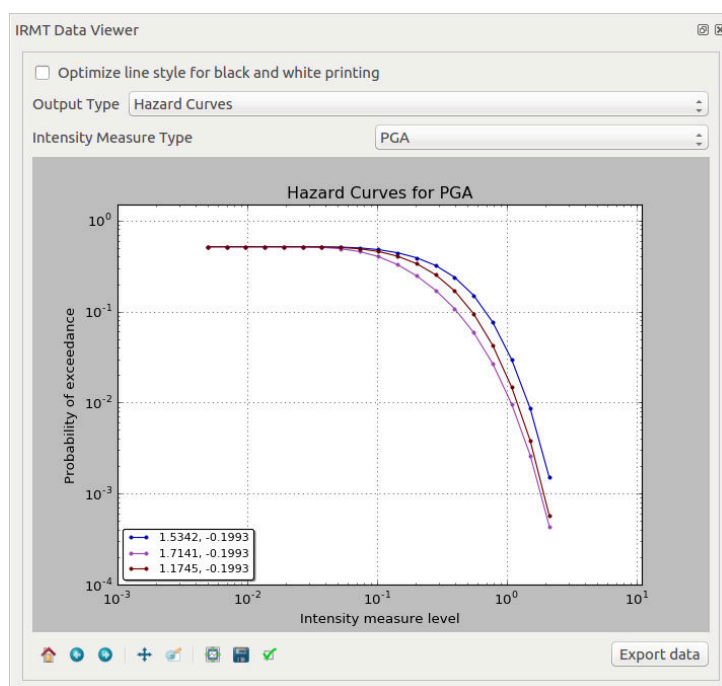 IRMT Data Viewer
Optimize line style for black and white printing
Output Type Hazard Curves
Intensity Measure Type PGA
Hazard Curves for PGA
Probability of exceedance
10^0
10^-1
10^-2
10^-3
10^-4
1.5342, -0.1993
1.7141, -0.1993
1.1745, -0.1993
10^-3 10^-2 10^-1 10^0 10^1
Intensity measure level
Export data